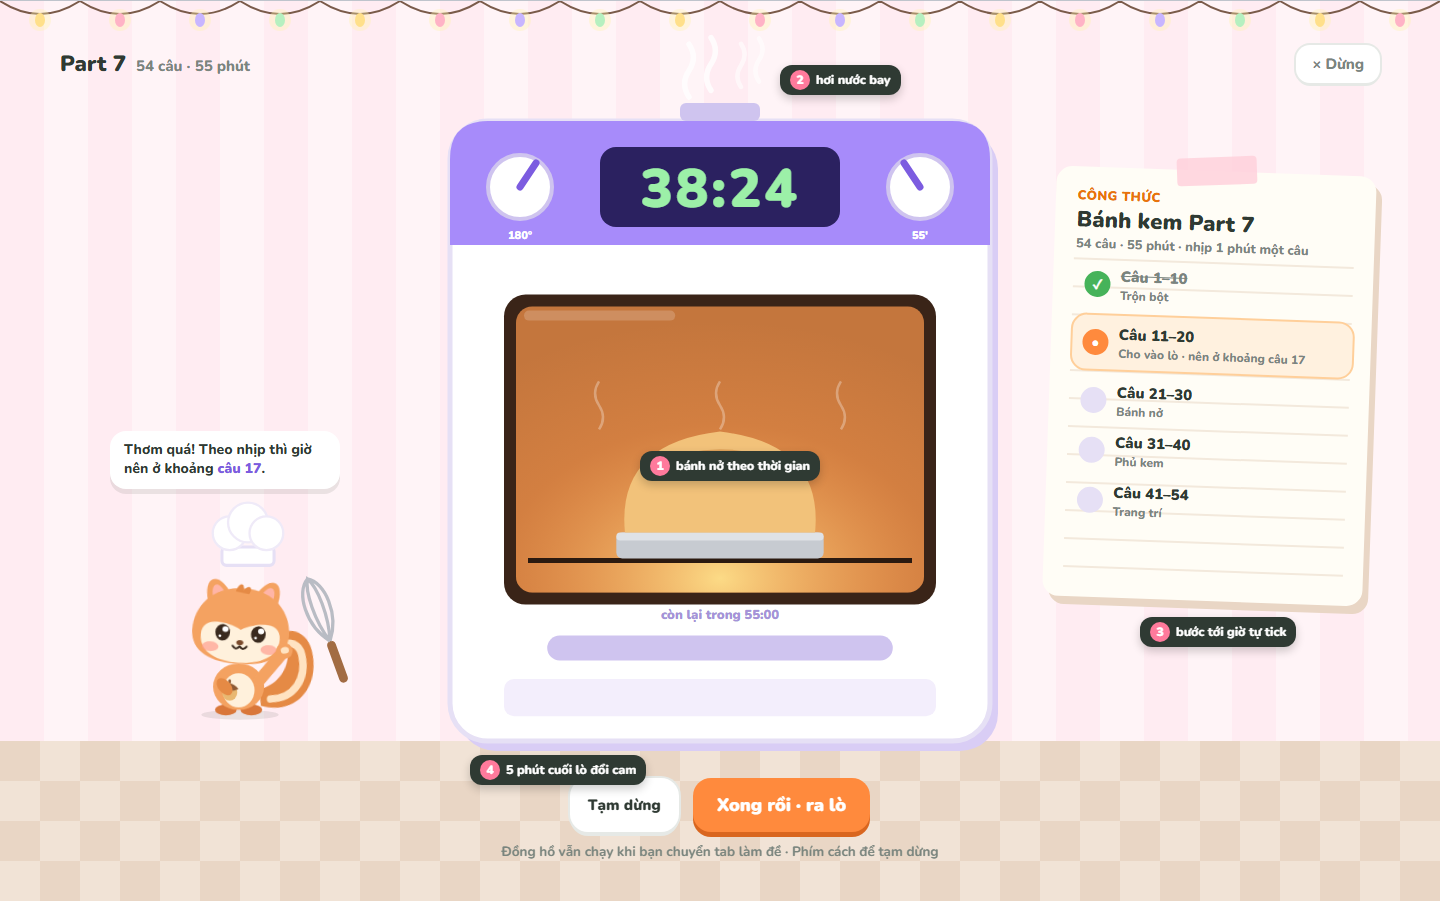 Part 7 54 câu · 55 phút
2 hơi nước bay
× Dừng
38:24
180°
55'
CÔNG THỨC
Bánh kem Part 7
54 câu · 55 phút · nhịp 1 phút một câu
✓ Câu 1–10
Trộn bột
Câu 11–20
Cho vào lò · nên ở khoảng câu 17
Câu 21–30
Bánh nở
Câu 31–40
Phủ kem
Câu 41–54
Trang trí
3 bước tới giờ tự tick
Thơm quá! Theo nhịp thì giờ
nên ở khoảng câu 17.
1 bánh nở theo thời gian
còn lại trong 55:00
4 5 phút cuối lò đổi cam
Tạm dừng
Xong rồi · ra lò
Đồng hồ vẫn chạy khi bạn chuyển tab làm đề · Phím cách để tạm dừng